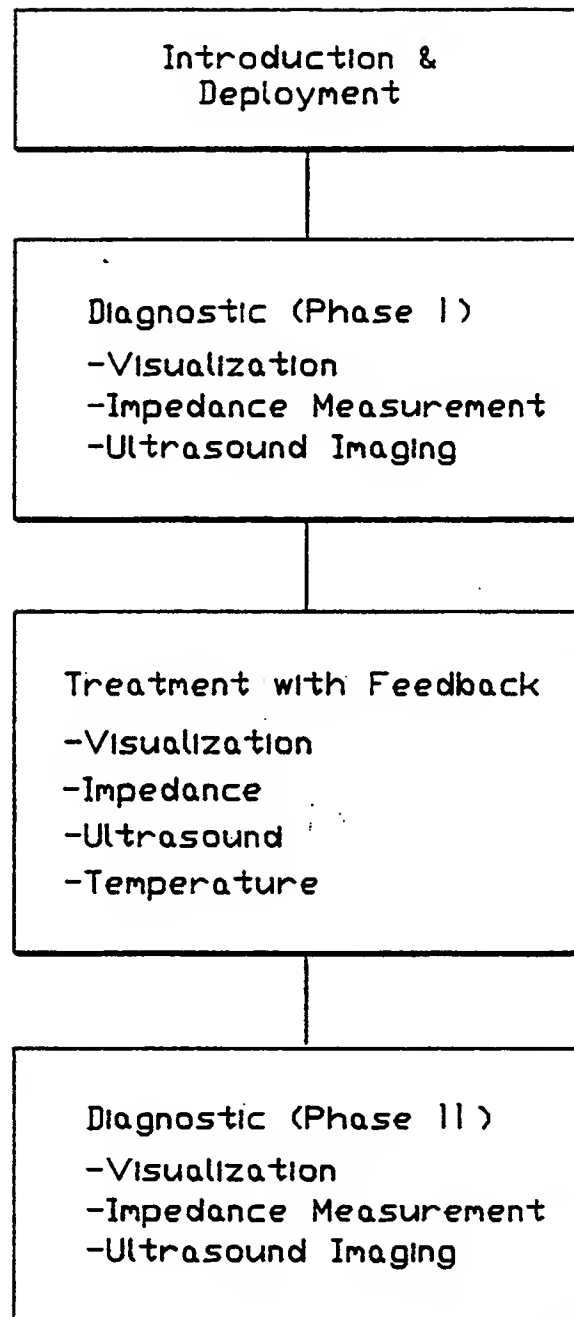 Introduction &
Deployment
Diagnostic (Phase I)
-Visualization
-Impedance Measurement
-Ultrasound Imaging
Treatment with Feedback
-Visualization
-Impedance
-Ultrasound
-Temperature
Diagnostic (Phase II)
-Visualization
-Impedance Measurement
-Ultrasound Imaging